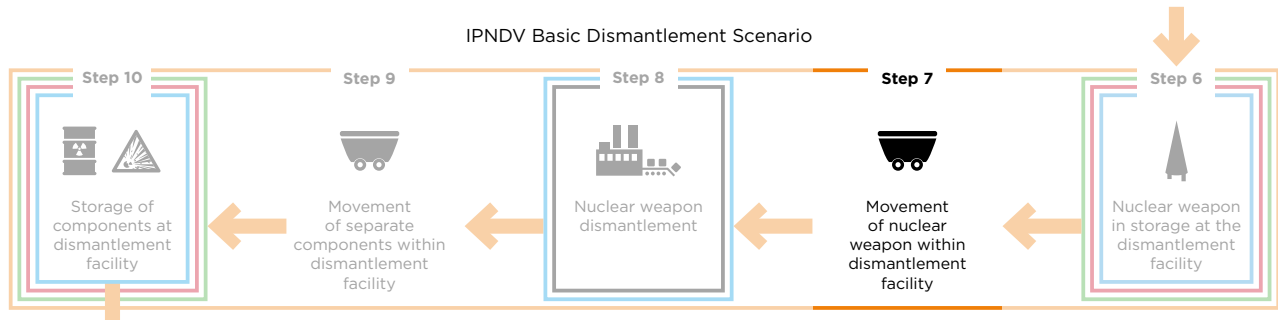 IPNDV Basic Dismantlement Scenario
Step 10
Storage of
components at
dismantlement
facility
Step 9
Movement
of separate
components within
dismantlement
facility
Step 8
Nuclear weapon
dismantlement
Step 7
Movement
of nuclear
weapon within
dismantlement
facility
Step 6
Nuclear weapon
in storage at the
dismantlement
facility